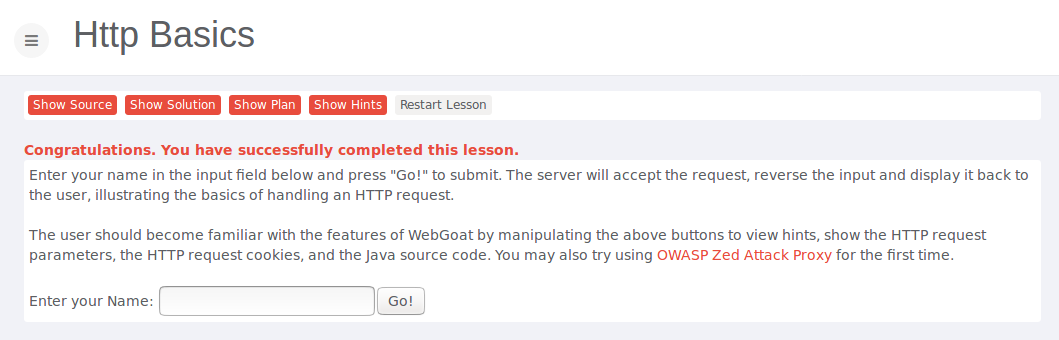 Http Basics
Show Source Show Solution Show Plan Show Hints Restart Lesson
Congratulations. You have successfully completed this lesson.
Enter your name in the input field below and press "Go!" to submit. The server will accept the request, reverse the input and display it back to
the user, illustrating the basics of handling an HTTP request.
The user should become familiar with the features of WebGoat by manipulating the above buttons to view hints, show the HTTP request
parameters, the HTTP request cookies, and the Java source code. You may also try using OWASP Zed Attack Proxy for the first time.
Enter your Name: Go!